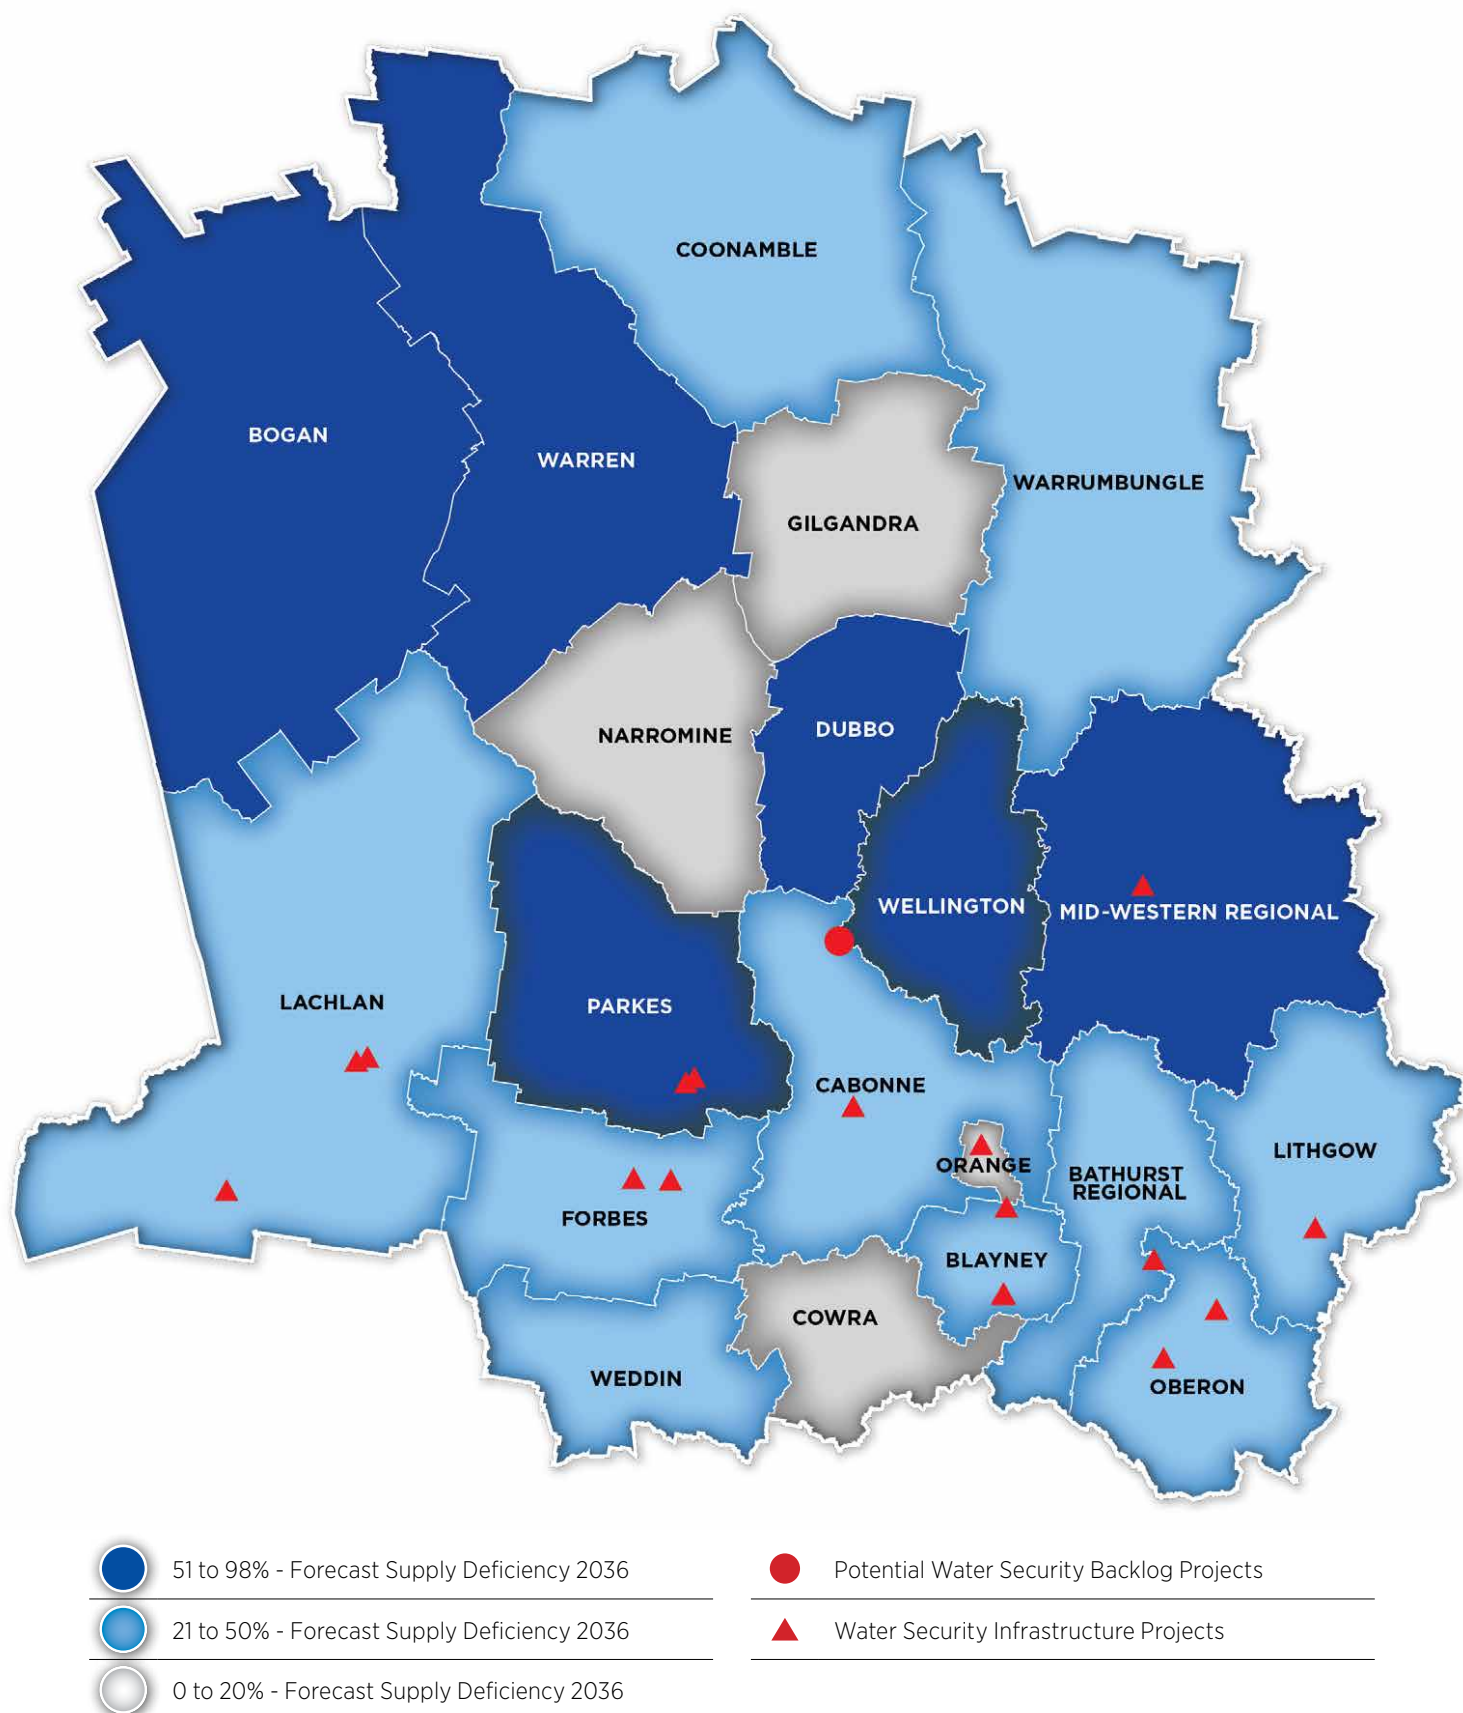 COONAMBLE
BOGAN
WARREN
WARRUMBUNGLE
GILGANDRA
NARROMINE
DUBBO
WELLINGTON
MID-WESTERN REGIONAL
LACHLAN
PARKES
CABONNE
ORANGE
BATHURST
REGIONAL
LITHGOW
FORBES
BLAYNEY
COWRA
WEDDIN
OBERON
51 to 98% - Forecast Supply Deficiency 2036
21 to 50% - Forecast Supply Deficiency 2036
0 to 20% - Forecast Supply Deficiency 2036
Potential Water Security Backlog Projects
Water Security Infrastructure Projects